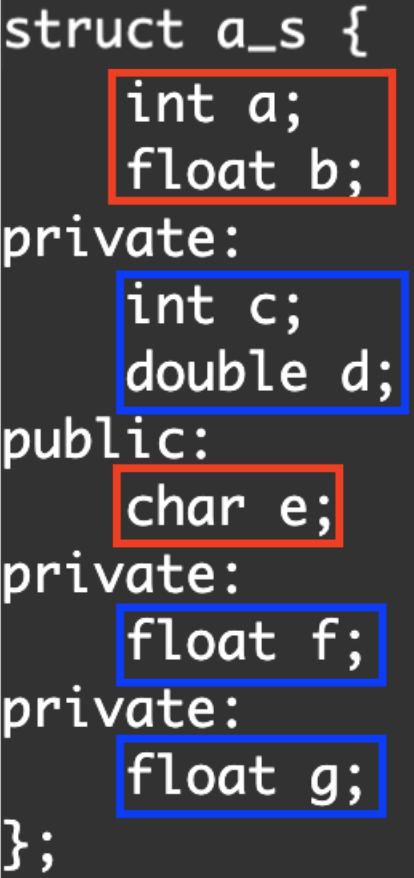 struct a_s {
int a;
float b;
private:
int c;
double d;
public:
char e;
private:
float f;
private:
float g;
};